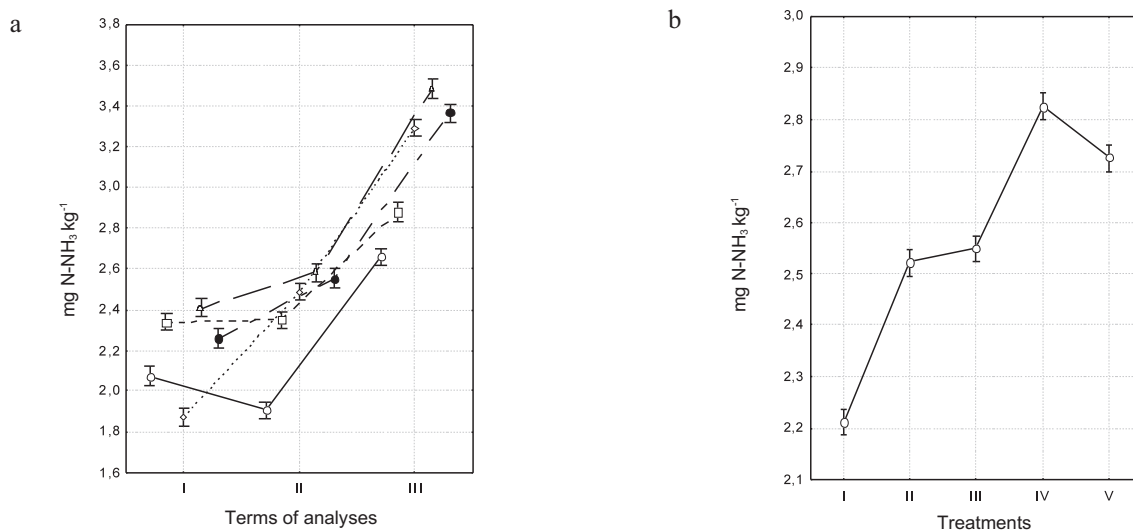 a
mg N-NH₃ kg⁻¹
3,8
3,6
3,4
3,2
3,0
2,8
2,6
2,4
2,2
2,0
1,8
1,6
I II III
Terms of analyses
b
mg N-NH₃ kg⁻¹
3,0
2,9
2,8
2,7
2,6
2,5
2,4
2,3
2,2
2,1
I II III IV V
Treatments